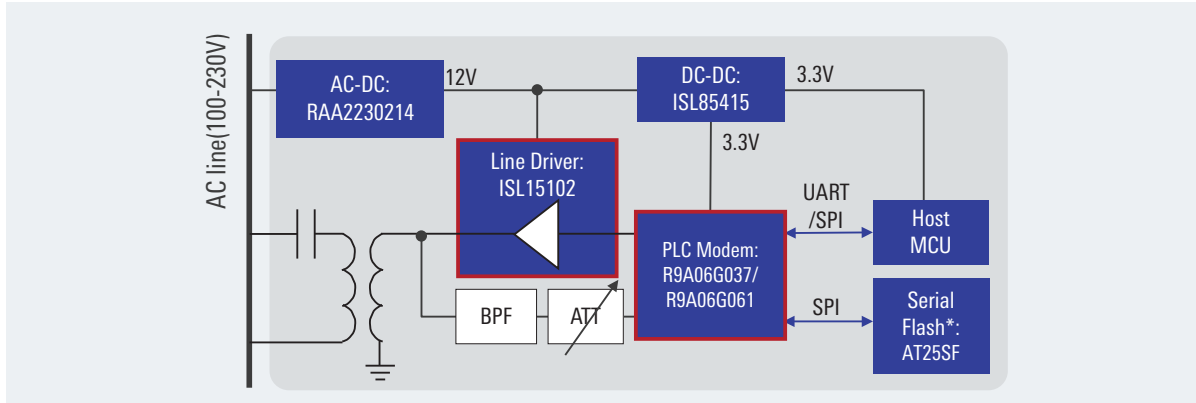 AC line(100-230V)
AC-DC:
RAA2230214
12V
DC-DC:
ISL85415
3.3V
3.3V
Line Driver:
ISL15102
UART
/SPI
Host
MCU
PLC Modem:
R9A06G037/
R9A06G061
BPF
ATT
SPI
Serial
Flash*:
AT25SF